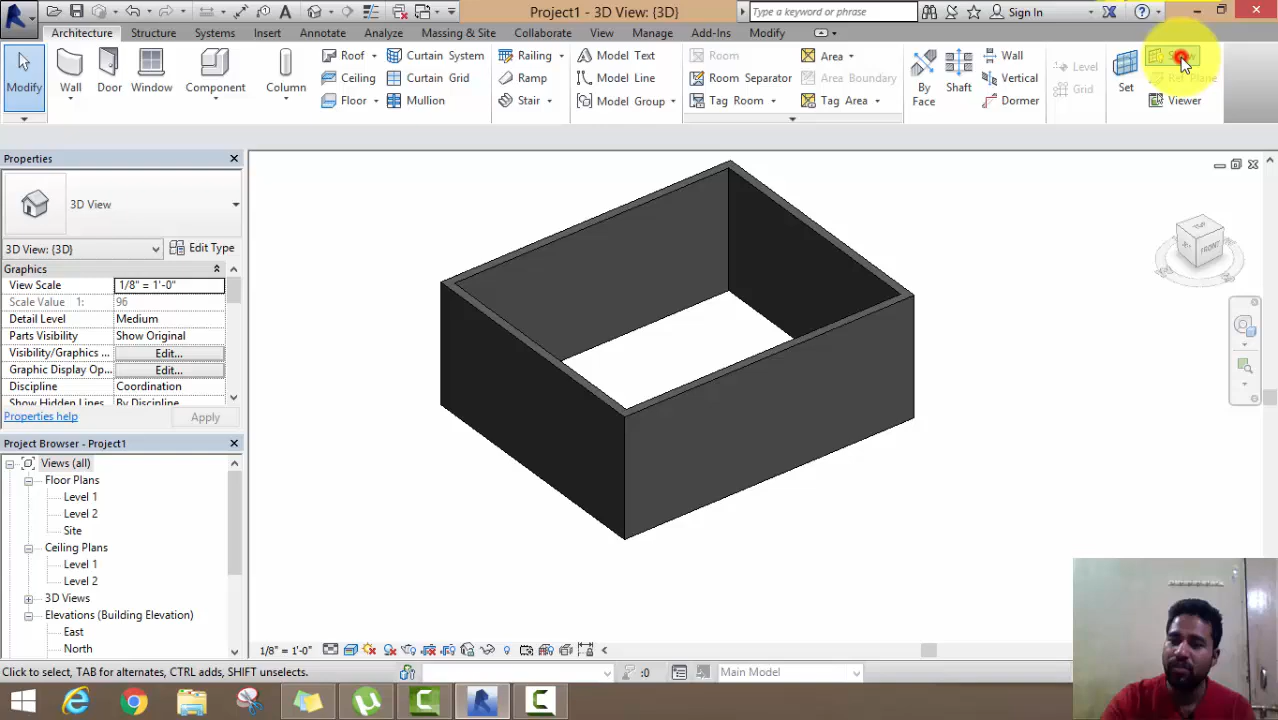 Project1 - 3D View: {3D}
Type a keyword or phrase
Sign In
Architecture Structure Systems Insert Annotate Analyze Massing & Site Collaborate View Manage Add-Ins Modify
Modify Wall Door Window Component Column
Roof Curtain System Railing Model Text Room Area
Ceiling Curtain Grid Ramp Model Line Room Separator Area Boundary
Floor Mullion Stair Model Group Tag Room Tag Area
By Face Shaft
Wall
Vertical
Dormer
Level
Grid
Set
Viewer
Properties
3D View
3D View: {3D} Edit Type
Graphics
View Scale 1/8" = 1'-0"
Scale Value 1: 96
Detail Level Medium
Parts Visibility Show Original
Visibility/Graphics ... Edit...
Graphic Display Op... Edit...
Discipline Coordination
Show Hidden Lines By Discipline
Properties help Apply
Project Browser - Project1
Views (all)
Floor Plans
Level 1
Level 2
Site
Ceiling Plans
Level 1
Level 2
3D Views
Elevations (Building Elevation)
East
North
FRONT
1/8" = 1'-0"
Click to select, TAB for alternates, CTRL adds, SHIFT unselects.
:0
Main Model